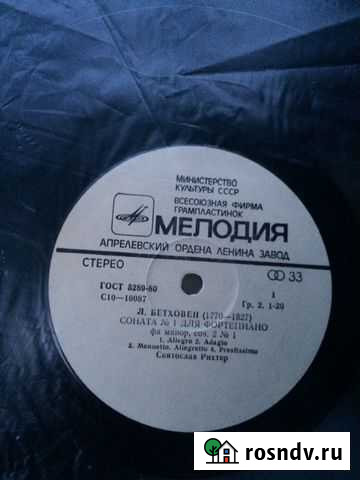 МИНИСТЕРСТВО
КУЛЬТУРЫ СССР
ВСЕСОЮЗНАЯ ФИРМА
ГРАМПЛАСТИНОК
МЕЛОДИЯ
АПРЕЛЕВСКИЙ ОРДЕНА ЛЕНИНА ЗАВОД
СТЕРЕО
33
ГОСТ 5289-80
1
С10—10087
Гр. 2. 1-20
Л. БЕТХОВЕН (1770—1827)
СОНАТА № 1 ДЛЯ ФОРТЕПИАНО
фа минор, соч. 2 № 1
1. Allegro 2. Adagio
3. Menuetto. Allegretto 4. Prestissimo
Святослав Рихтер
rosndv.ru